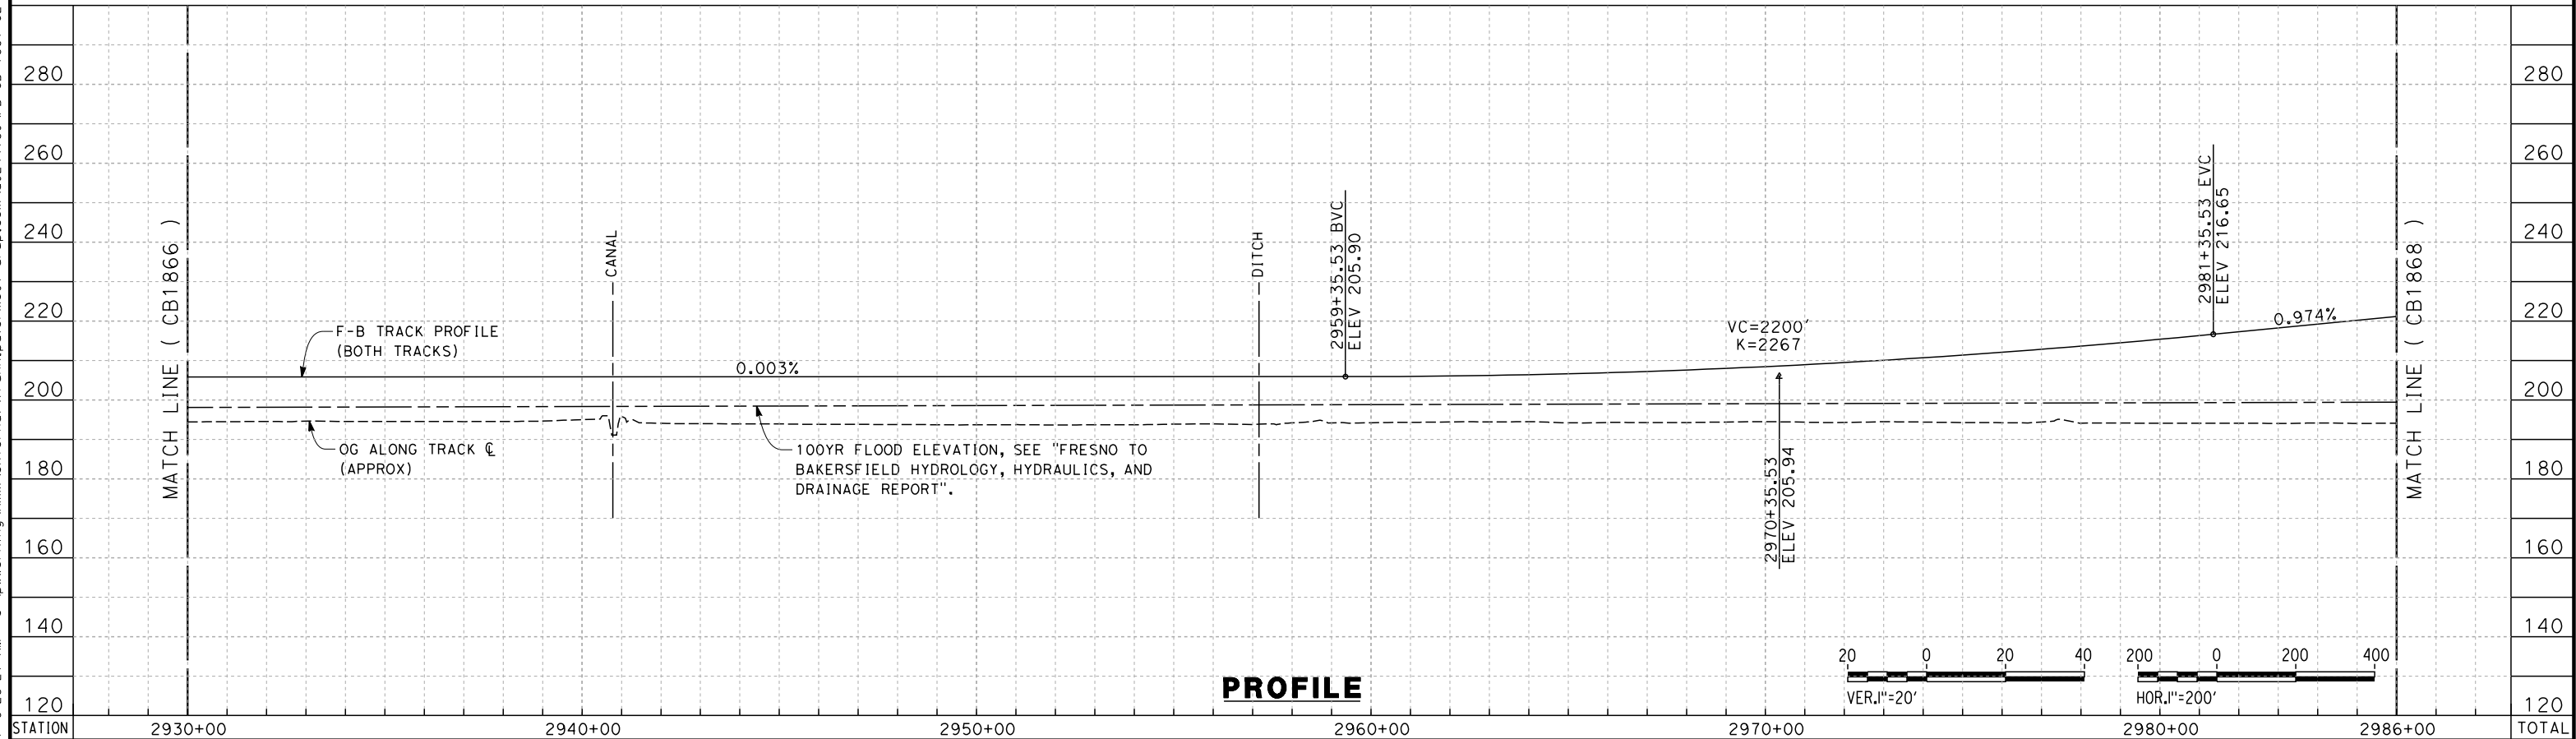 280
260
240
220
200
180
160
140
120
STATION
MATCH LINE ( CB1866 )
F-B TRACK PROFILE
(BOTH TRACKS)
OG ALONG TRACK ℄
(APPROX)
CANAL
0.003%
100YR FLOOD ELEVATION, SEE "FRESNO TO
BAKERSFIELD HYDROLOGY, HYDRAULICS, AND
DRAINAGE REPORT".
DITCH
2959+35.53 BVC
ELEV 205.90
VC=2200'
K=2267
2970+35.53
ELEV 205.94
2981+35.53 EVC
ELEV 216.65
0.974%
MATCH LINE ( CB1868 )
280
260
240
220
200
180
160
140
120
TOTAL
PROFILE
20 0 20 40
VER.1"=20'
200 0 200 400
HOR.1"=200'
2930+00 2940+00 2950+00 2960+00 2970+00 2980+00 2986+00